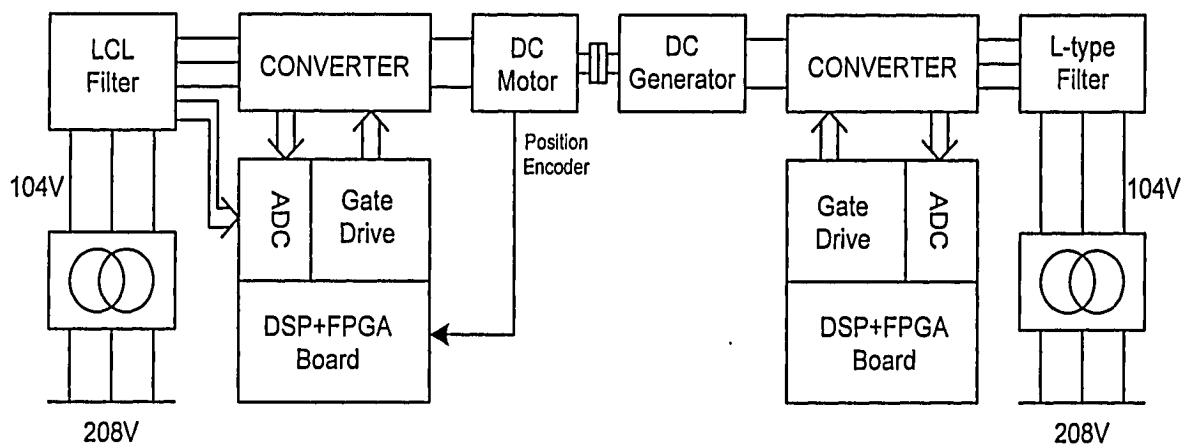 LCL
Filter
CONVERTER
DC
Motor
DC
Generator
CONVERTER
L-type
Filter
Position
Encoder
104V
ADC
Gate
Drive
DSP+FPGA
Board
Gate
Drive
ADC
DSP+FPGA
Board
104V
208V
208V